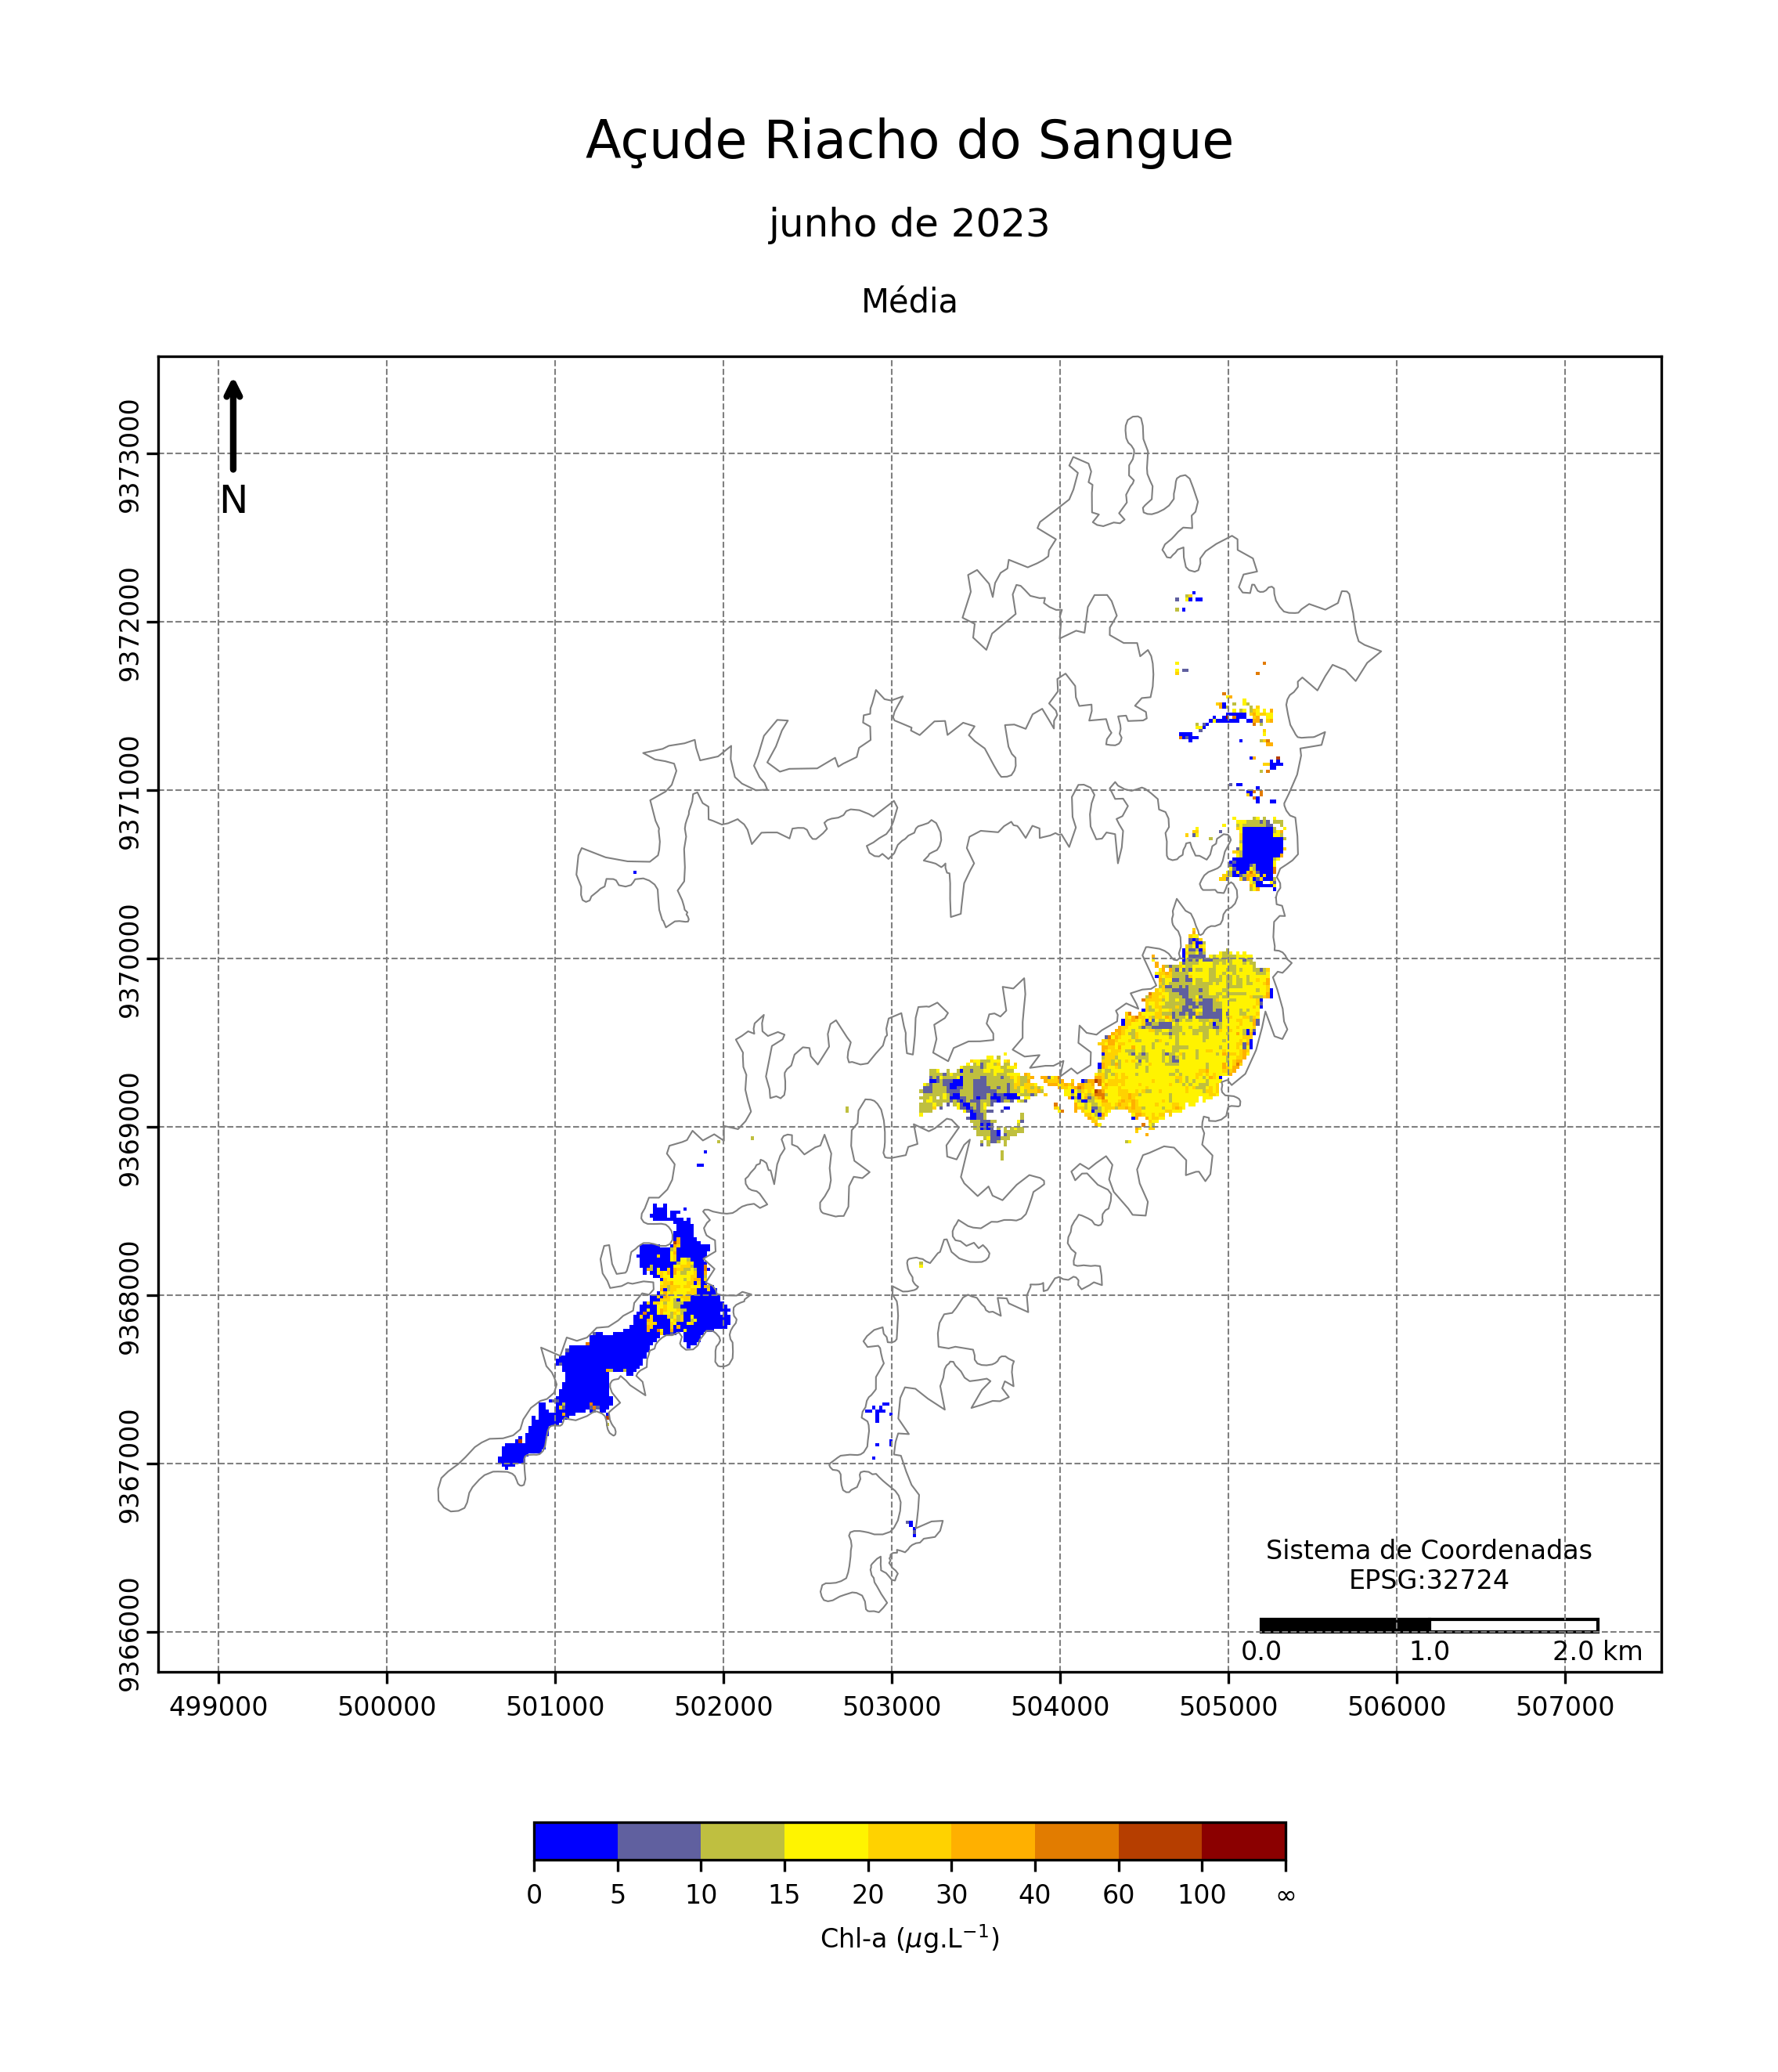 Açude Riacho do Sangue
junho de 2023
Média
N
9373000
9372000
9371000
9370000
9369000
9368000
9367000
9366000
Sistema de Coordenadas
EPSG:32724
0.0 1.0 2.0 km
499000 500000 501000 502000 503000 504000 505000 506000 507000
0 5 10 15 20 30 40 60 100 ∞
Chl-a (μg.L⁻¹)